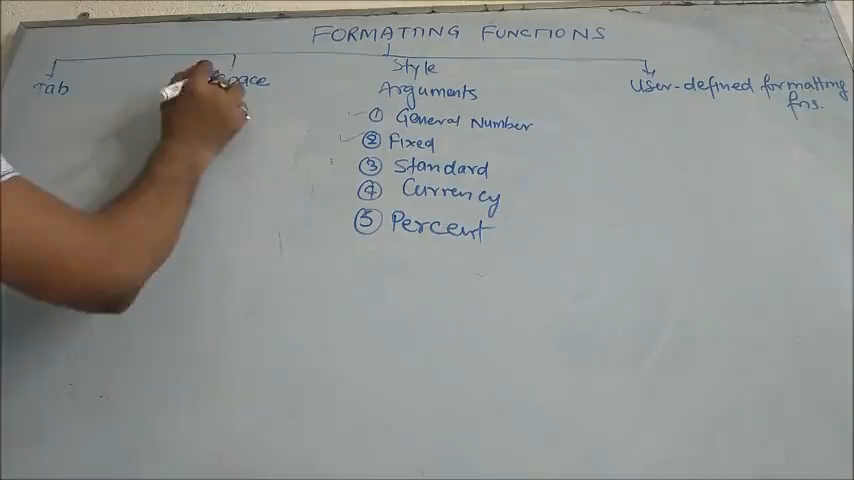 FORMATTING FUNCTIONS
Tab
Space
Style
Arguments
① General Number
② Fixed
③ Standard
④ Currency
⑤ Percent
User-defined formatting
fns.